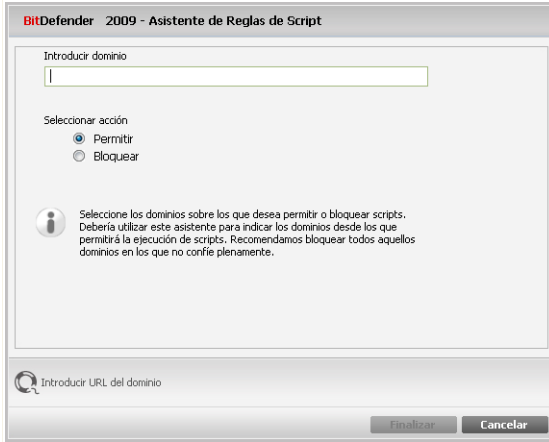 BitDefender 2009 - Asistente de Reglas de Script
Introducir dominio
Seleccionar acción
Permitir
Bloquear
Seleccione los dominios sobre los que desea permitir o bloquear scripts.
Debería utilizar este asistente para indicar los dominios desde los que
permitirá la ejecución de scripts. Recomendamos bloquear todos aquellos
dominios en los que no confíe plenamente.
Introducir URL del dominio
Finalizar
Cancelar